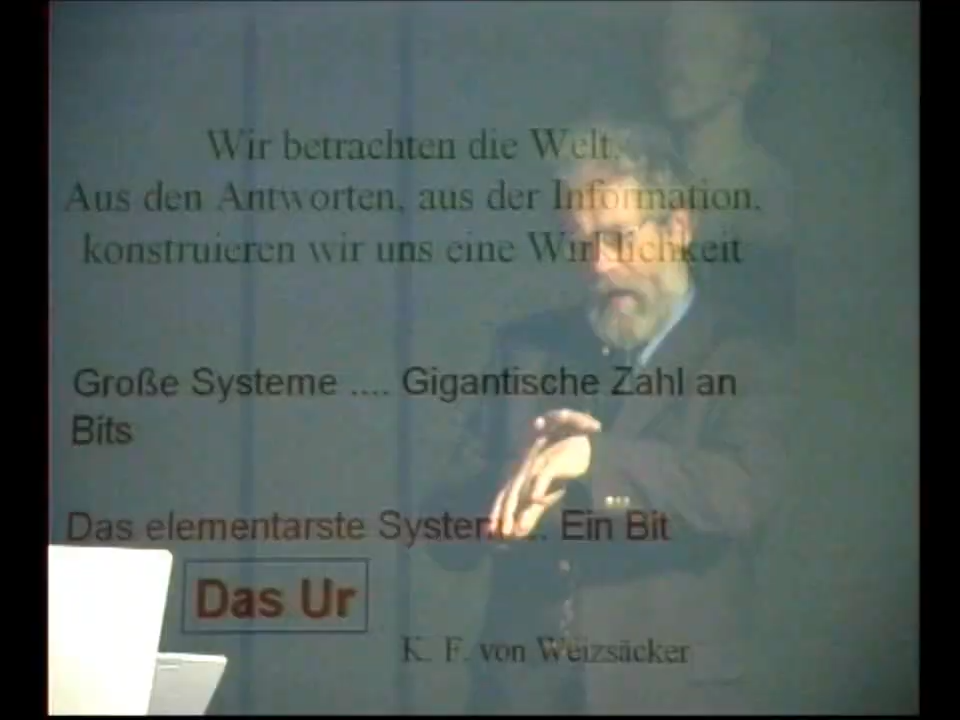 Wir betrachten die Welt.
Aus den Antworten, aus der Information,
konstruieren wir uns eine Wirklichkeit
Große Systeme .... Gigantische Zahl an
Bits
Das elementarste System ... Ein Bit
Das Ur
K. F. von Weizsäcker